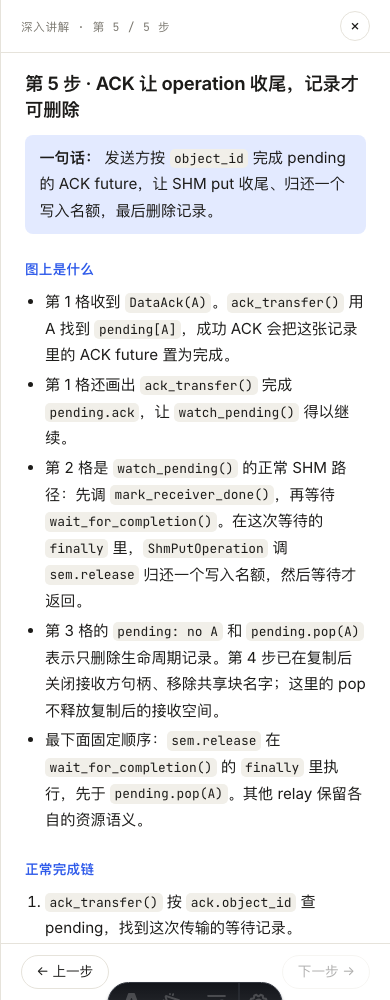 深入讲解 · 第 5 / 5 步
×
第 5 步 · ACK 让 operation 收尾，记录才
可删除
一句话： 发送方按 object_id 完成 pending
的 ACK future，让 SHM put 收尾、归还一个
写入名额，最后删除记录。
图上是什么
• 第 1 格收到 DataAck(A)。ack_transfer() 用
A 找到 pending[A]，成功 ACK 会把这张记录
里的 ACK future 置为完成。
• 第 1 格还画出 ack_transfer() 完成
pending.ack，让 watch_pending() 得以继
续。
• 第 2 格是 watch_pending() 的正常 SHM 路
径：先调 mark_receiver_done()，再等待
wait_for_completion()。在这次等待的
finally 里，ShmPutOperation 调
sem.release 归还一个写入名额，然后等待才
返回。
• 第 3 格的 pending: no A 和 pending.pop(A)
表示只删除生命周期记录。第 4 步已在复制后
关闭接收方句柄、移除共享块名字；这里的 pop
不释放复制后的接收空间。
• 最下面固定顺序：sem.release 在
wait_for_completion() 的 finally 里执
行，先于 pending.pop(A)。其他 relay 保留各
自的资源语义。
正常完成链
1. ack_transfer() 按 ack.object_id 查
pending，找到这次传输的等待记录。
← 上一步
下一步 →